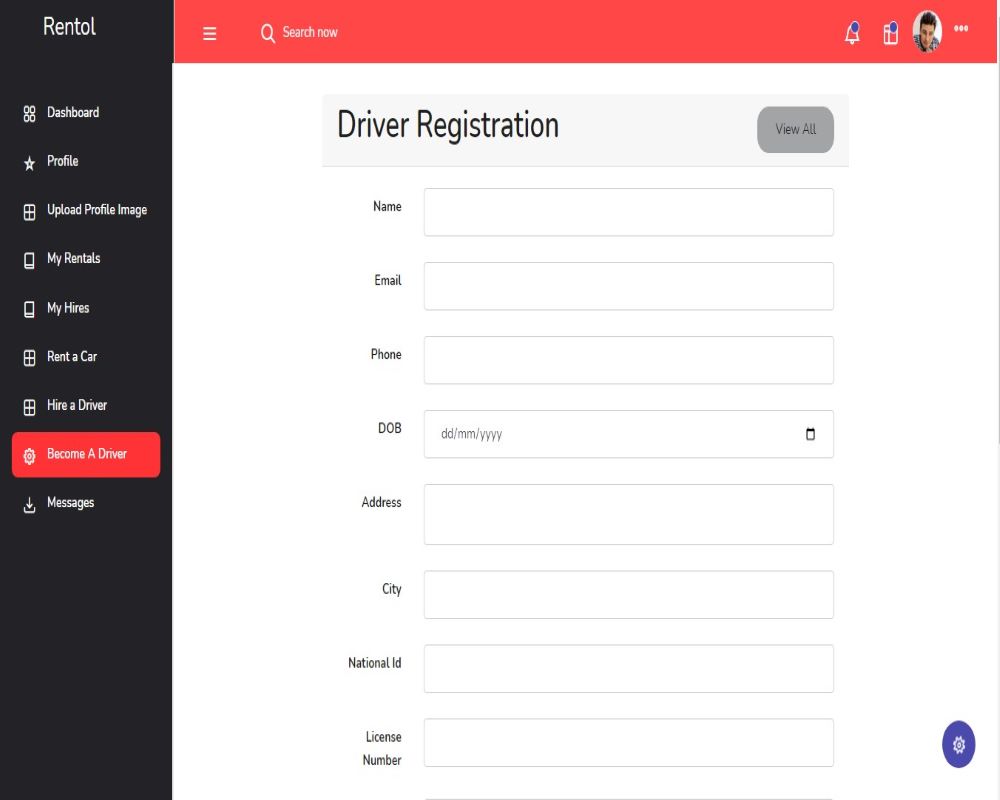 Rentol
Search now
Dashboard
Profile
Upload Profile Image
My Rentals
My Hires
Rent a Car
Hire a Driver
Become A Driver
Messages
Driver Registration
View All
Name
Email
Phone
DOB
dd/mm/yyyy
Address
City
National Id
License
Number